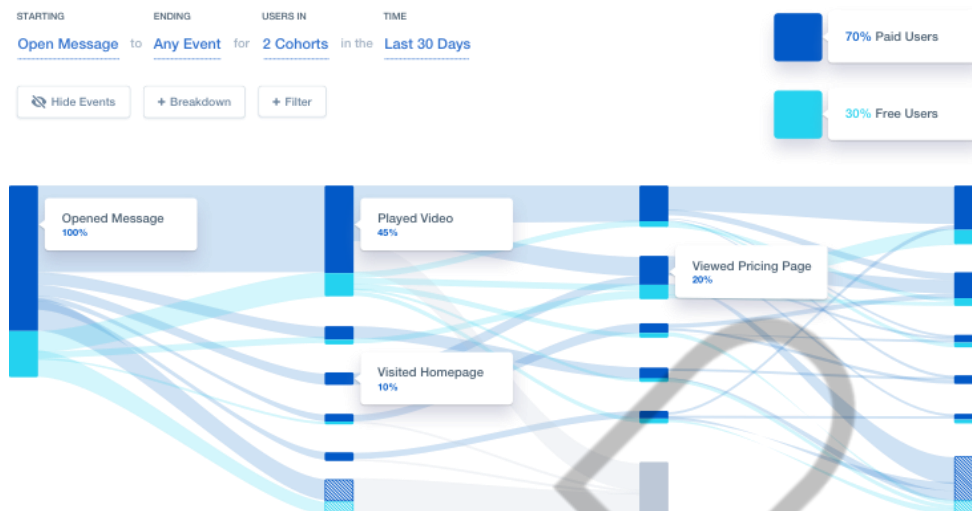 STARTING ENDING USERS IN TIME
Open Message to Any Event for 2 Cohorts in the Last 30 Days
Hide Events + Breakdown + Filter
70% Paid Users
30% Free Users
Opened Message
100%
Played Video
45%
Viewed Pricing Page
20%
Visited Homepage
10%